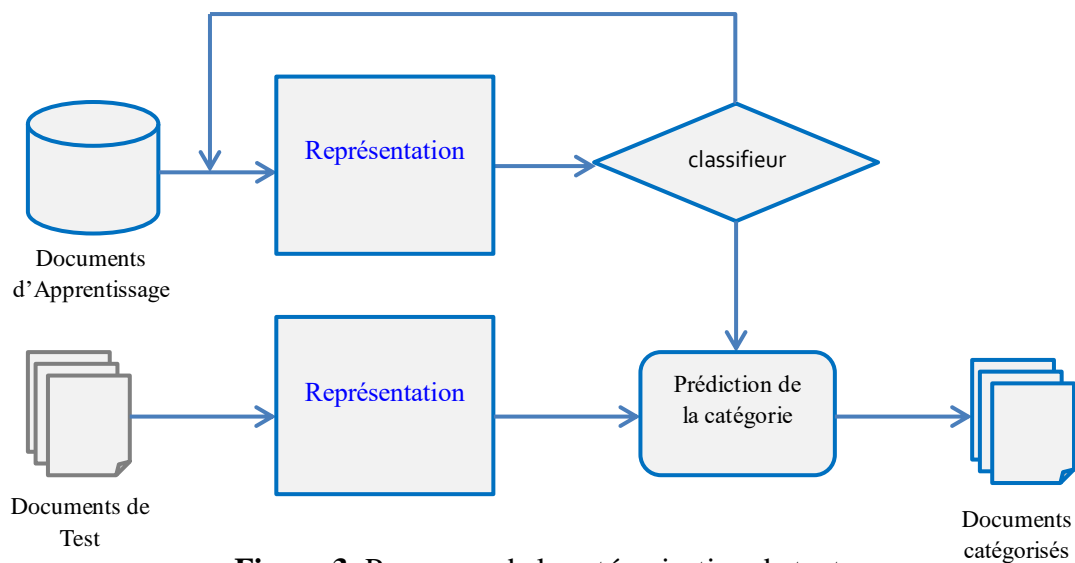 Représentation
classifieur
Documents
d’Apprentissage
Représentation
Prédiction de
la catégorie
Documents de
Test
Documents
catégorisés